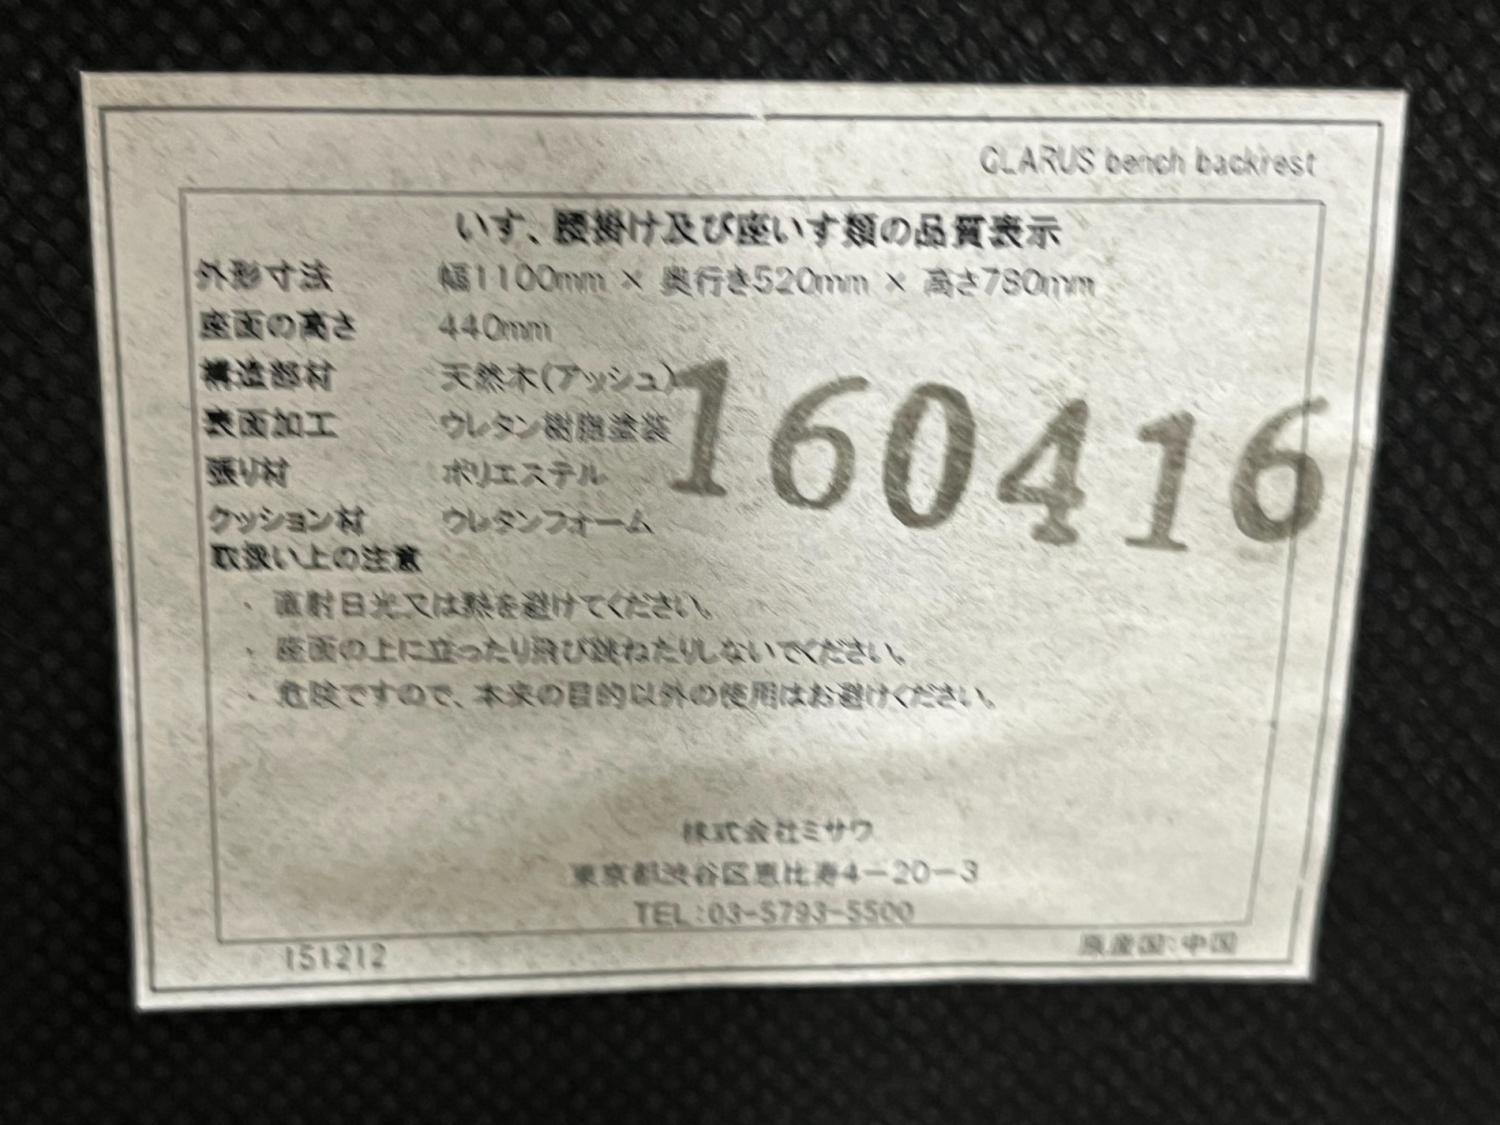 CLARUS bench backrest
いす、腰掛け及び座いす類の品質表示
外形寸法 幅1100mm × 奥行き520mm × 高さ780mm
座面の高さ 440mm
構造部材 天然木(アッシュ)
表面加工 ウレタン樹脂塗装
張り材 ポリエステル
クッション材 ウレタンフォーム
160416
取扱い上の注意
・ 直射日光又は熱を避けてください。
・ 座面の上に立ったり飛び跳ねたりしないでください。
・ 危険ですので、本来の目的以外の使用はお避けください。
株式会社ミサワ
東京都渋谷区恵比寿4－20－3
TEL:03-5793-5500
151212
原産国:中国